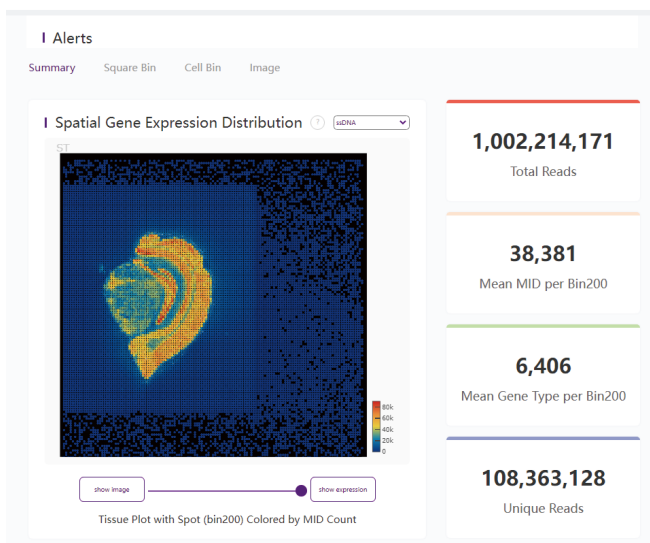 Alerts
Summary Square Bin Cell Bin Image
Spatial Gene Expression Distribution ? ssDNA
ST
80k
60k
40k
20k
0
show image
show expression
Tissue Plot with Spot (bin200) Colored by MID Count
1,002,214,171
Total Reads
38,381
Mean MID per Bin200
6,406
Mean Gene Type per Bin200
108,363,128
Unique Reads